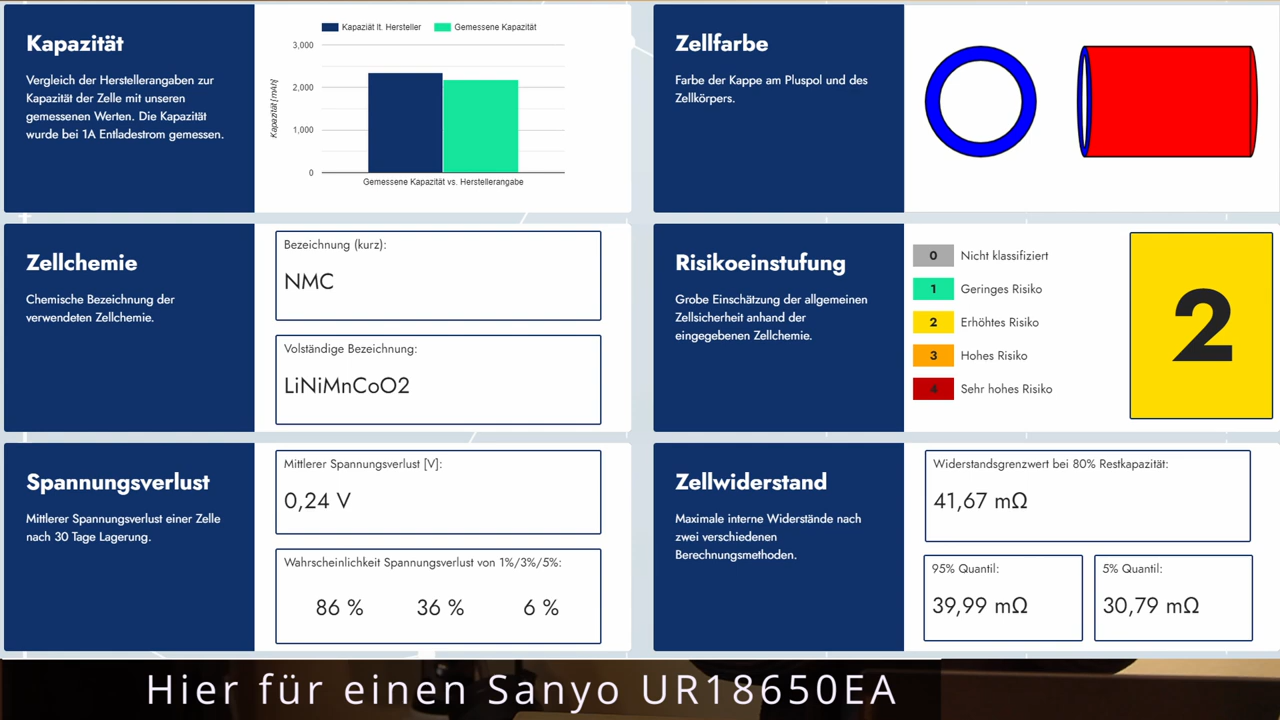 Kapazität
Vergleich der Herstellerangaben zur
Kapazität der Zelle mit unseren
gemessenen Werten. Die Kapazität
wurde bei 1A Entladestrom gemessen.
Kapaziät lt. Hersteller
Gemessene Kapazität
Kapazität [mAh]
3,000
2,000
1,000
0
Gemessene Kapazität vs. Herstellerangabe
Zellfarbe
Farbe der Kappe am Pluspol und des
Zellkörpers.
Zellchemie
Chemische Bezeichnung der
verwendeten Zellchemie.
Bezeichnung (kurz):
NMC
Volständige Bezeichnung:
LiNiMnCoO2
Risikoeinstufung
Grobe Einschätzung der allgemeinen
Zellsicherheit anhand der
eingegebenen Zellchemie.
0 Nicht klassifiziert
1 Geringes Risiko
2 Erhöhtes Risiko
3 Hohes Risiko
4 Sehr hohes Risiko
2
Spannungsverlust
Mittlerer Spannungsverlust einer Zelle
nach 30 Tage Lagerung.
Mittlerer Spannungsverlust [V]:
0,24 V
Wahrscheinlichkeit Spannungsverlust von 1%/3%/5%:
86 % 36 % 6 %
Zellwiderstand
Maximale interne Widerstände nach
zwei verschiedenen
Berechnungsmethoden.
Widerstandsgrenzwert bei 80% Restkapazität:
41,67 mΩ
95% Quantil:
39,99 mΩ
5% Quantil:
30,79 mΩ
Hier für einen Sanyo UR18650EA